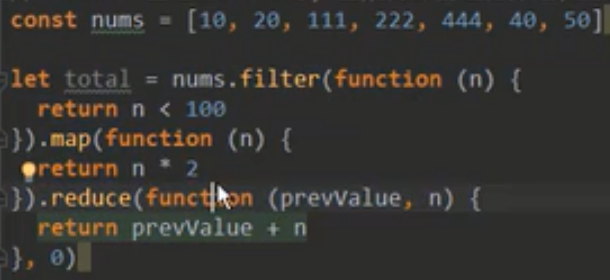 const nums = [10, 20, 111, 222, 444, 40, 50]
let total = nums.filter(function (n) {
return n < 100
}).map(function (n) {
return n * 2
}).reduce(function (prevValue, n) {
return prevValue + n
}, 0)